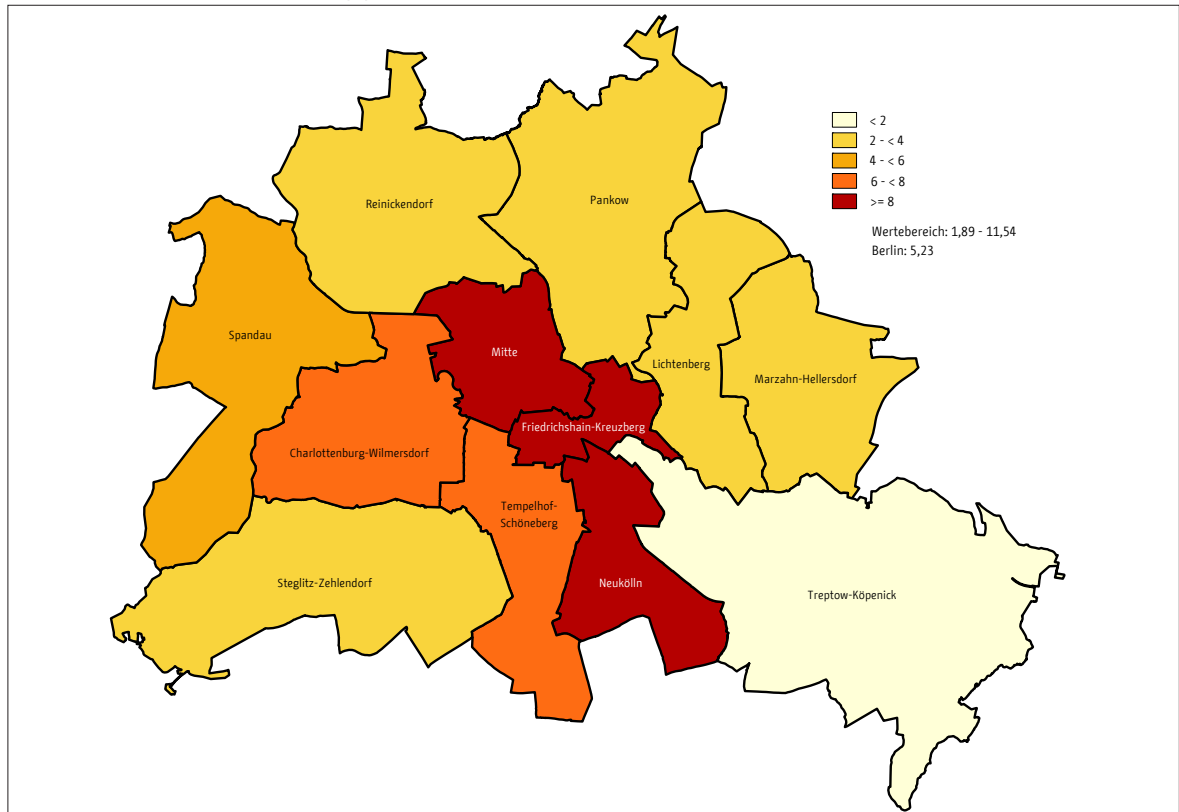 < 2
2 - < 4
4 - < 6
6 - < 8
>= 8
Wertebereich: 1,89 - 11,54
Berlin: 5,23
Reinickendorf
Pankow
Spandau
Mitte
Lichtenberg
Marzahn-Hellersdorf
Friedrichshain-Kreuzberg
Charlottenburg-Wilmersdorf
Tempelhof-
Schöneberg
Steglitz-Zehlendorf
Neukölln
Treptow-Köpenick